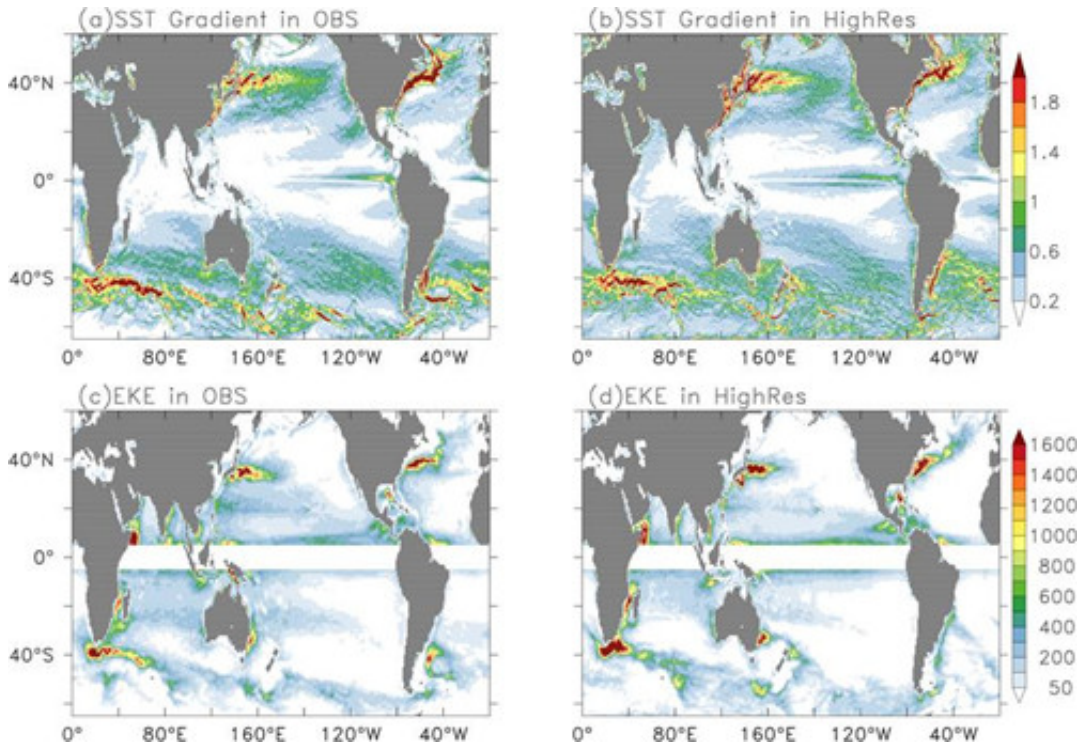 (a)SST Gradient in OBS
(b)SST Gradient in HighRes
40°N
0°
40°S
0° 80°E 160°E 120°W 40°W
0° 80°E 160°E 120°W 40°W
1.8
1.4
1
0.6
0.2
(c)EKE in OBS
(d)EKE in HighRes
40°N
0°
40°S
0° 80°E 160°E 120°W 40°W
0° 80°E 160°E 120°W 40°W
1600
1400
1200
1000
800
600
400
200
50